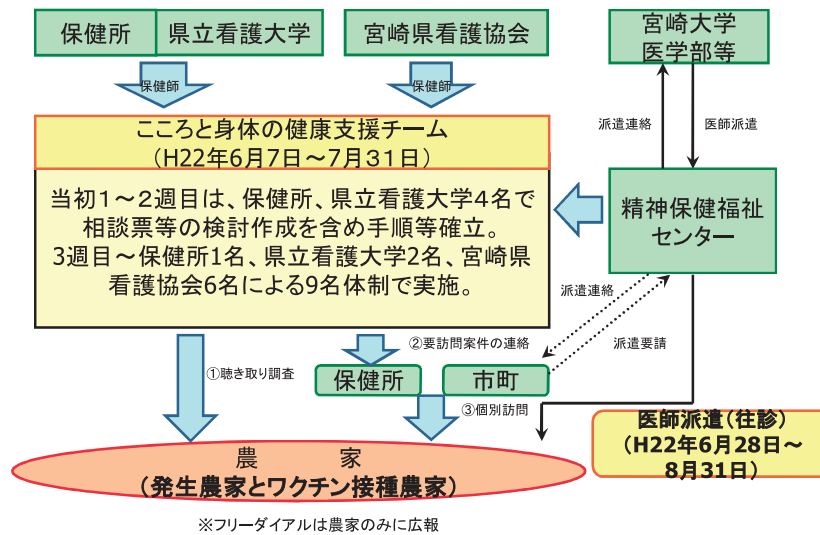 保健所
県立看護大学
宮崎県看護協会
宮崎大学
医学部等
保健師
保健師
派遣連絡
医師派遣
こころと身体の健康支援チーム
（H22年6月7日～7月31日）
当初１～２週目は、保健所、県立看護大学４名で
相談票等の検討作成を含め手順等確立。
3週目～保健所1名、県立看護大学2名、宮崎県
看護協会6名による9名体制で実施。
精神保健福祉
センター
派遣連絡
派遣要請
①聴き取り調査
②要訪問案件の連絡
保健所
市町
③個別訪問
医師派遣（往診）
（H22年6月28日～
8月31日）
農　　家
（発生農家とワクチン接種農家）
※フリーダイアルは農家のみに広報